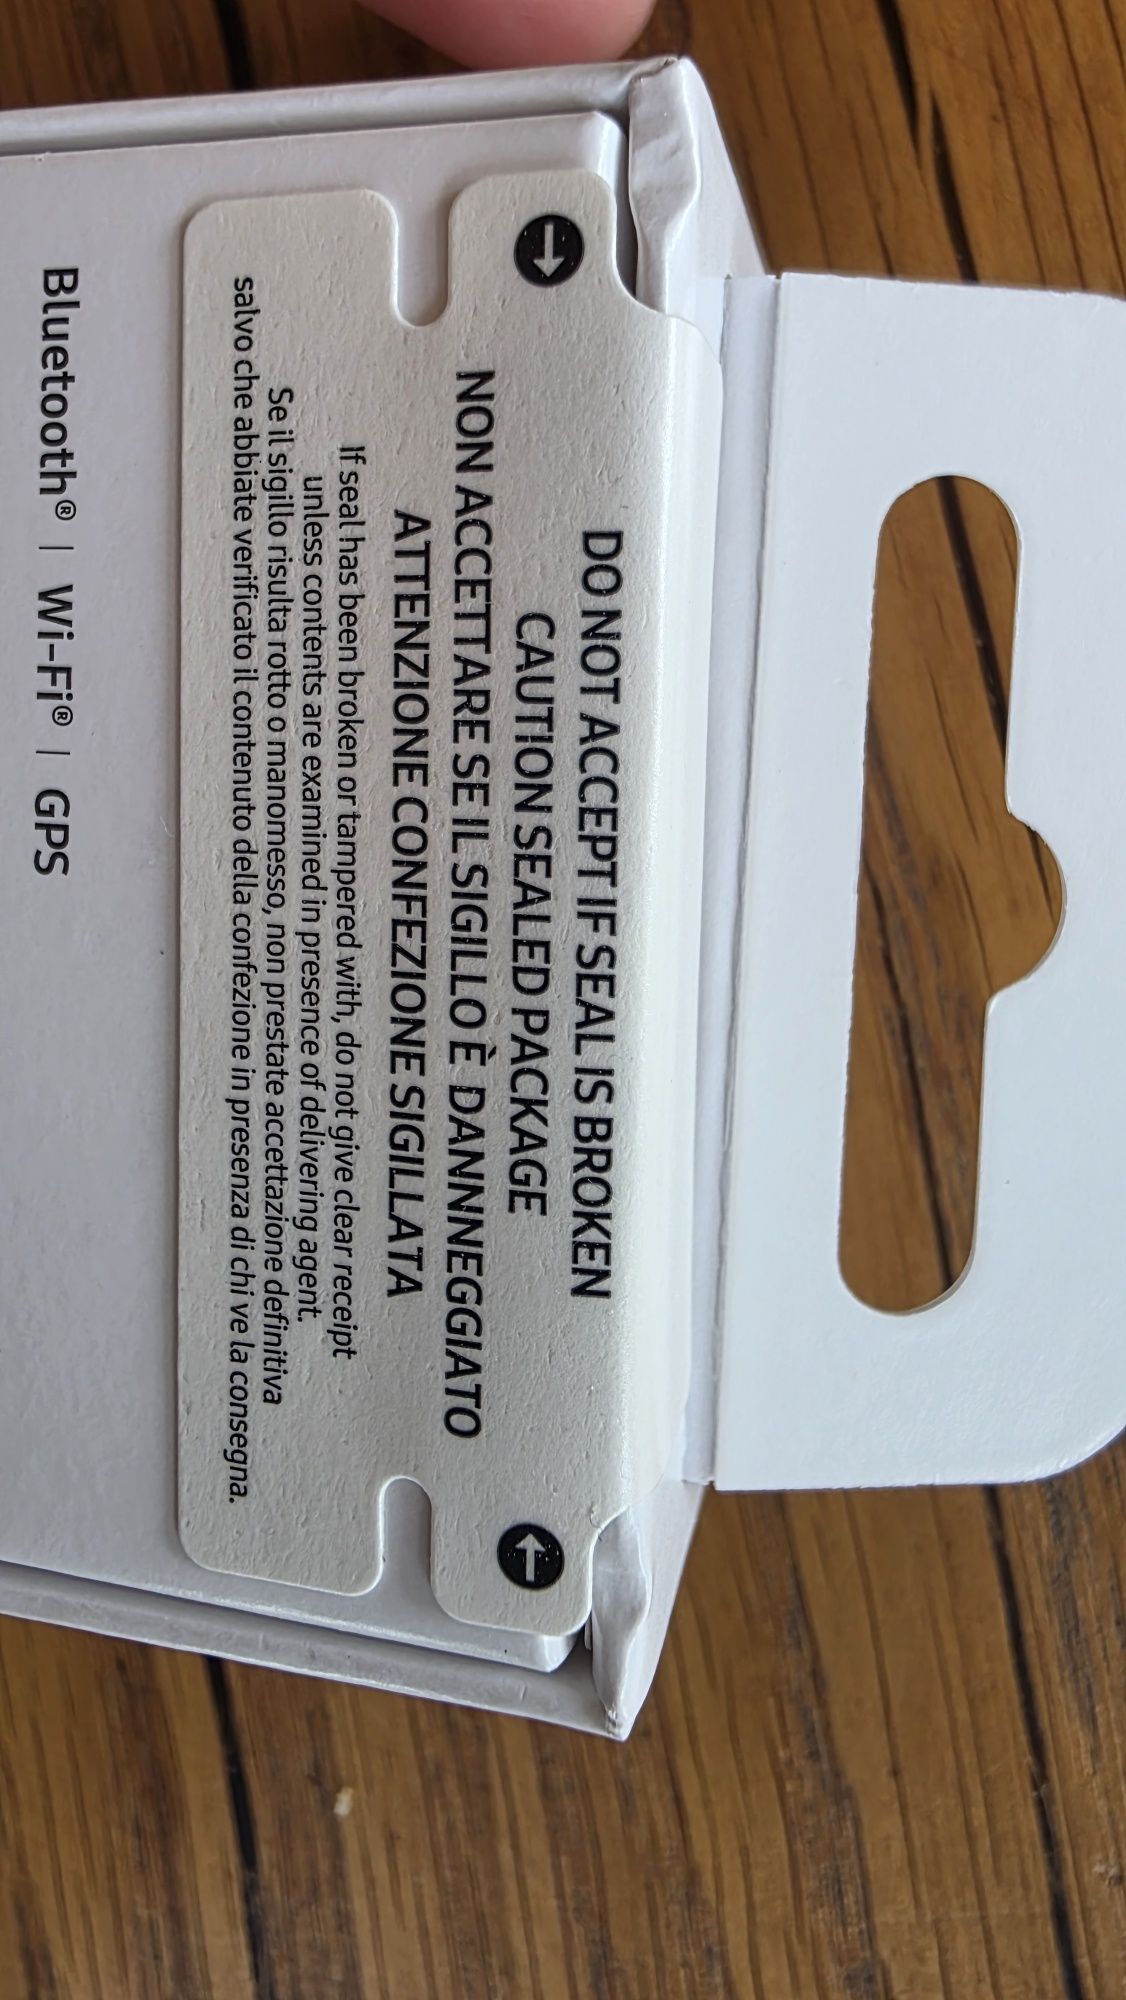 DO NOT ACCEPT IF SEAL IS BROKEN
CAUTION SEALED PACKAGE
NON ACCETTARE SE IL SIGILLO È DANNNEGGIATO
ATTENZIONE CONFEZIONE SIGILLATA
If seal has been broken or tampered with, do not give clear receipt
unless contents are examined in presence of delivering agent.
Se il sigillo risulta rotto o manomesso, non prestate accettazione definitiva
salvo che abbiate verificato il contenuto della confezione in presenza di chi ve la consegna.
Bluetooth® | Wi-Fi® | GPS